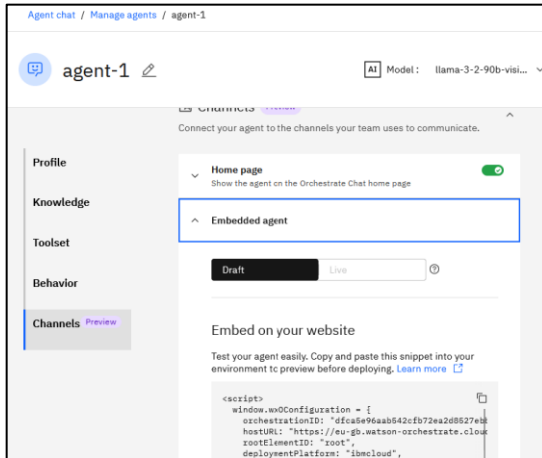 Agent chat / Manage agents / agent-1
agent-1
AI Model : llama-3-2-90b-visi...
Channels Preview
Connect your agent to the channels your team uses to communicate.
Profile
Knowledge
Toolset
Behavior
Channels Preview
Home page
Show the agent on the Orchestrate Chat home page
Embedded agent
Draft Live
Embed on your website
Test your agent easily. Copy and paste this snippet into your
environment to preview before deploying. Learn more
<script>
window.wxOConfiguration = {
orchestrationID: "dfca5e96aab542cfb72ea2d8527eb
hostURL: "https://eu-gb.watson-orchestrate.clou
rootElementID: "root",
deploymentPlatform: "ibmcloud",